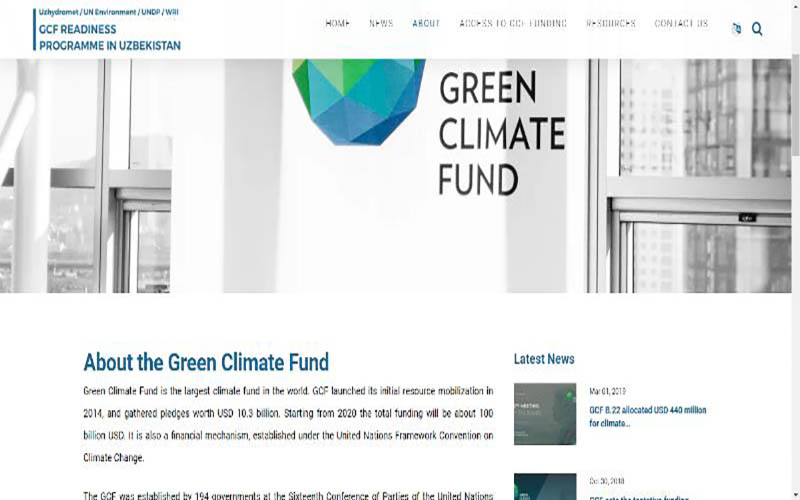 Uzhydromet / UN Environment / UNDP / WRI
GCF READINESS
PROGRAMME IN UZBEKISTAN
HOME NEWS ABOUT ACCESS TO GCF FUNDING RESOURCES CONTACT US
GREEN
CLIMATE
FUND
About the Green Climate Fund
Green Climate Fund is the largest climate fund in the world. GCF launched its initial resource mobilization in
2014, and gathered pledges worth USD 10.3 billion. Starting from 2020 the total funding will be about 100
billion USD. It is also a financial mechanism, established under the United Nations Framework Convention on
Climate Change.
The GCF was established by 194 governments at the Sixteenth Conference of Parties of the United Nations
Latest News
Mar 01, 2019
GCF B.22 allocated USD 440 million
for climate...
Oct 30, 2018
GCF sets the tentative funding